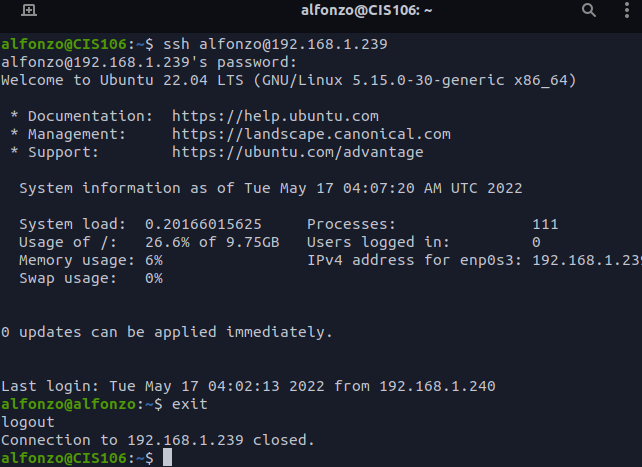 alfonzo@CIS106: ~
alfonzo@CIS106:~$ ssh alfonzo@192.168.1.239
alfonzo@192.168.1.239's password:
Welcome to Ubuntu 22.04 LTS (GNU/Linux 5.15.0-30-generic x86_64)
* Documentation:  https://help.ubuntu.com
* Management:     https://landscape.canonical.com
* Support:        https://ubuntu.com/advantage
System information as of Tue May 17 04:07:20 AM UTC 2022
System load:  0.20166015625     Processes:               111
Usage of /:   26.6% of 9.75GB   Users logged in:         0
Memory usage: 6%                IPv4 address for enp0s3: 192.168.1.239
Swap usage:   0%
0 updates can be applied immediately.
Last login: Tue May 17 04:02:13 2022 from 192.168.1.240
alfonzo@alfonzo:~$ exit
logout
Connection to 192.168.1.239 closed.
alfonzo@CIS106:~$